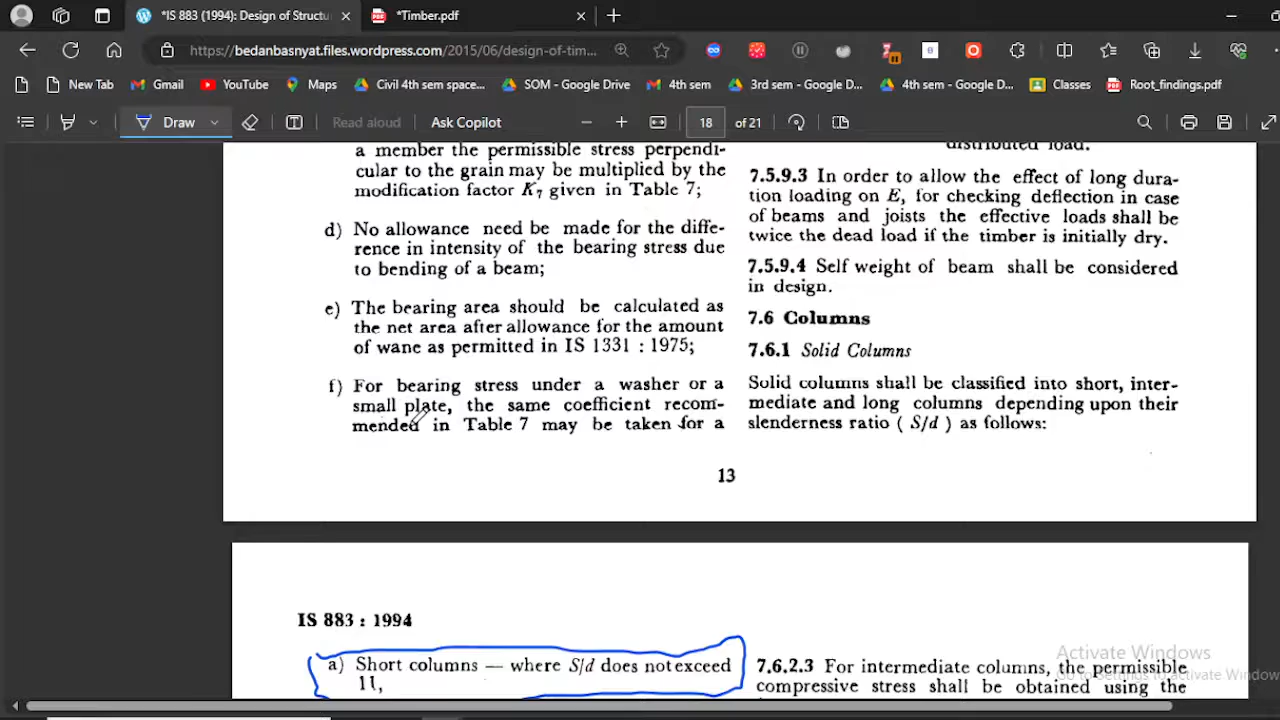 *IS 883 (1994): Design of Structu
*Timber.pdf
https://bedanbasnyat.files.wordpress.com/2015/06/design-of-tim...
New Tab
Gmail
YouTube
Maps
Civil 4th sem space...
SOM - Google Drive
4th sem
3rd sem - Google D...
4th sem - Google D...
Classes
Root_findings.pdf
Draw
Read aloud
Ask Copilot
18
of 21
a member the permissible stress perpendi-
cular to the grain may be multiplied by the
modification factor K7 given in Table 7;
d) No allowance need be made for the diffe-
rence in intensity of the bearing stress due
to bending of a beam;
e) The bearing area should be calculated as
the net area after allowance for the amount
of wane as permitted in IS 1331 : 1975;
f) For bearing stress under a washer or a
small plate, the same coefficient recom-
mended in Table 7 may be taken for a
distributed load.
7.5.9.3 In order to allow the effect of long dura-
tion loading on E, for checking deflection in case
of beams and joists the effective loads shall be
twice the dead load if the timber is initially dry.
7.5.9.4 Self weight of beam shall be considered
in design.
7.6 Columns
7.6.1 Solid Columns
Solid columns shall be classified into short, inter-
mediate and long columns depending upon their
slenderness ratio ( S/d ) as follows:
13
IS 883 : 1994
a) Short columns — where S/d does not exceed
11,
7.6.2.3 For intermediate columns, the permissible
compressive stress shall be obtained using the
Activate Windows
Go to Settings to activate Window